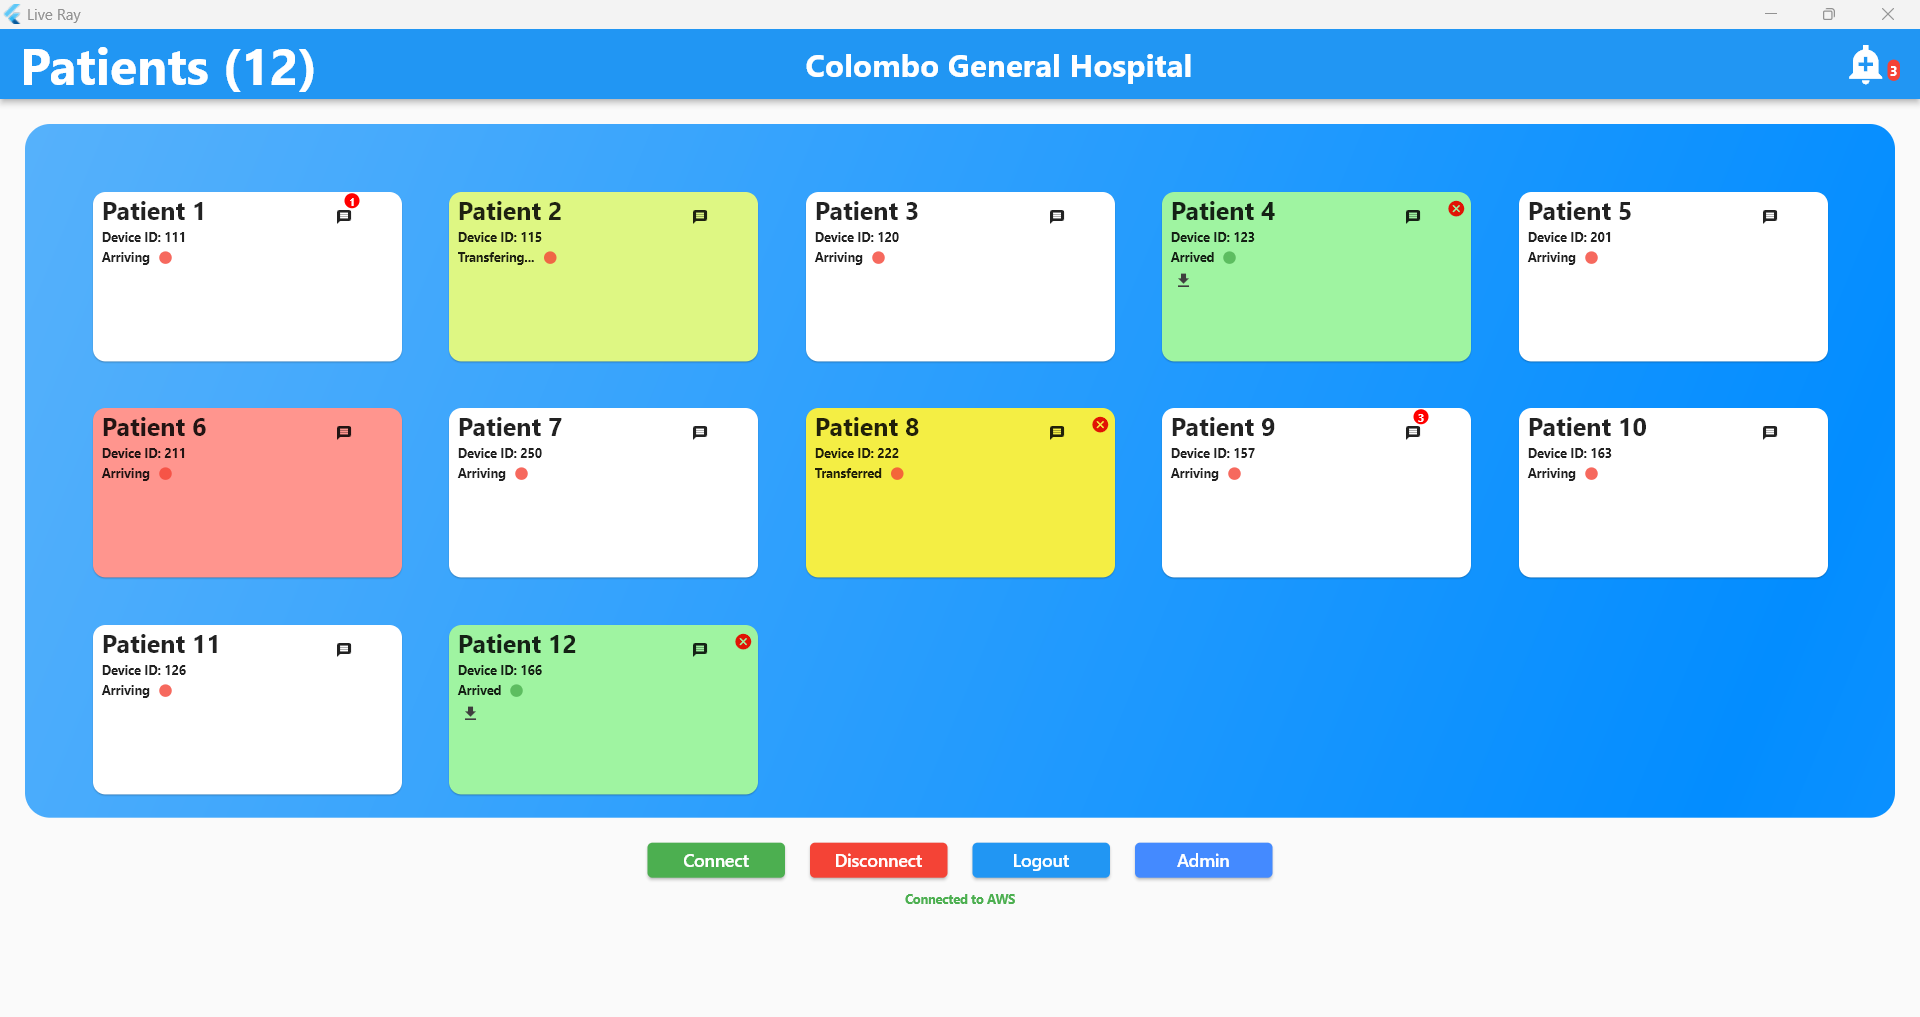 Live Ray
Patients (12)
Colombo General Hospital
3
Patient 1
1
Device ID: 111
Arriving
Patient 2
Device ID: 115
Transfering...
Patient 3
Device ID: 120
Arriving
Patient 4
Device ID: 123
Arrived
Patient 5
Device ID: 201
Arriving
Patient 6
Device ID: 211
Arriving
Patient 7
Device ID: 250
Arriving
Patient 8
Device ID: 222
Transferred
Patient 9
3
Device ID: 157
Arriving
Patient 10
Device ID: 163
Arriving
Patient 11
Device ID: 126
Arriving
Patient 12
Device ID: 166
Arrived
Connect
Disconnect
Logout
Admin
Connected to AWS